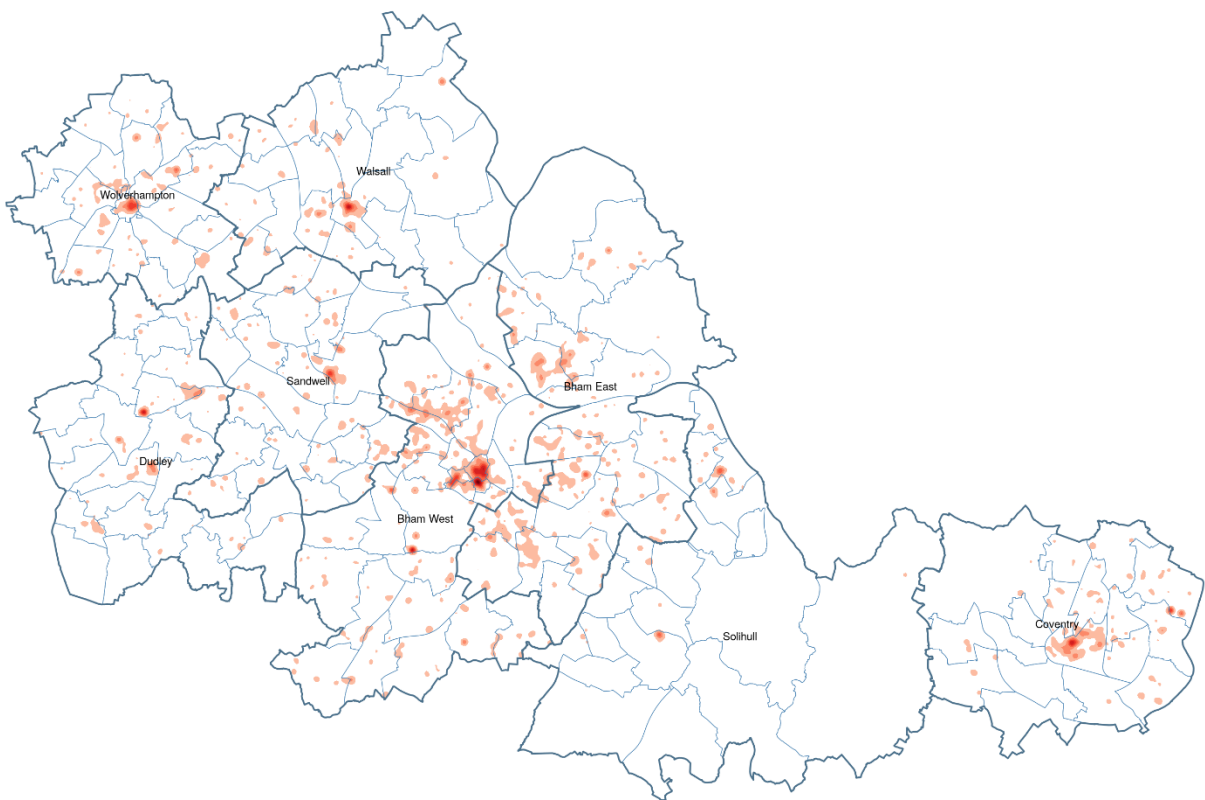 Walsall
Wolverhampton
Sandwell
Bham East
Dudley
Bham West
Coventry
Solihull